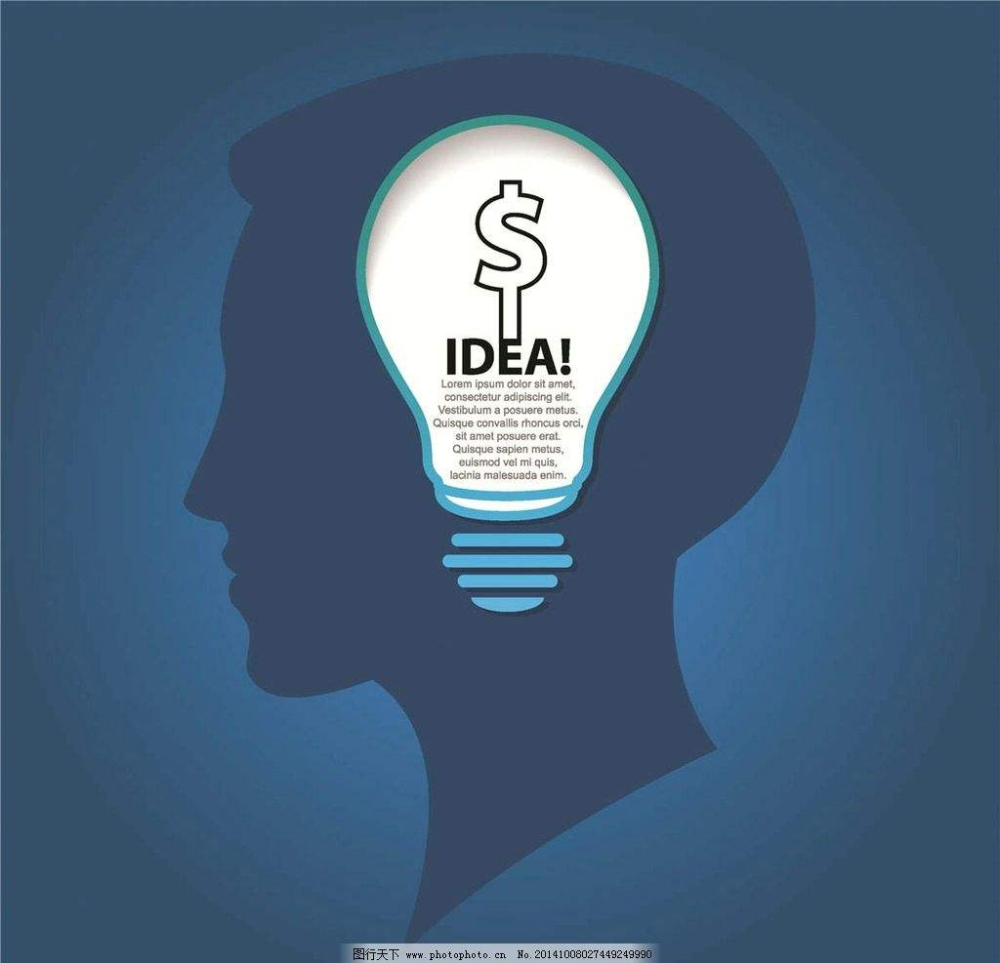 $
IDEA!
Lorem ipsum dolor sit amet,
consectetur adipiscing elit.
Vestibulum a posuere metus.
Quisque convallis rhoncus orci,
sit amet posuere erat.
Quisque sapien metus,
euismod vel mi quis,
lacinia malesuada enim.
图行天下 www.photophoto.cn No.20141008027449249990